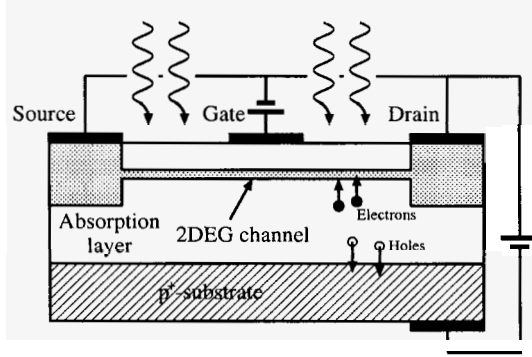 Source
Gate
Drain
Electrons
Absorption
layer
2DEG channel
Holes
p⁺-substrate